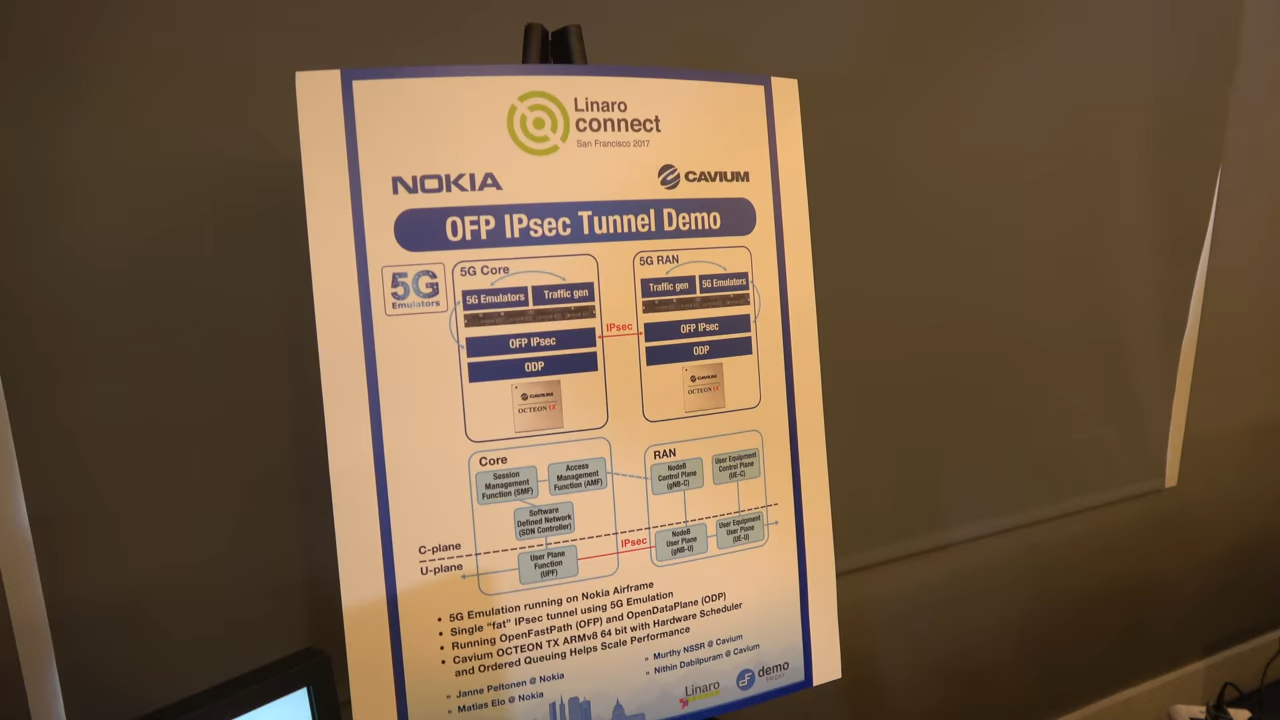 Linaro
connect
San Francisco 2017
NOKIA
CAVIUM
OFP IPsec Tunnel Demo
5G
Emulators
5G Core
5G Emulators
Traffic gen
OFP IPsec
ODP
CAVIUM
OCTEON TX
IPsec
5G RAN
Traffic gen
5G Emulators
OFP IPsec
ODP
CAVIUM
OCTEON TX
Core
Session
Management
Function (SMF)
Access
Management
Function (AMF)
Software
Defined Network
(SDN Controller)
User Plane
Function
(UPF)
C-plane
U-plane
IPsec
RAN
NodeB
Control Plane
(gNB-C)
User Equipment
Control Plane
(UE-C)
NodeB
User Plane
(gNB-U)
User Equipment
User Plane
(UE-U)
• 5G Emulation running on Nokia Airframe
• Single “fat” IPsec tunnel using 5G Emulation
• Running OpenFastPath (OFP) and OpenDataPlane (ODP)
• Cavium OCTEON TX ARMv8 64 bit with Hardware Scheduler
and Ordered Queuing Helps Scale Performance
» Janne Peltonen @ Nokia
» Matias Elo @ Nokia
» Murthy NSSR @ Cavium
» Nithin Dabilpuram @ Cavium
Linaro
demo